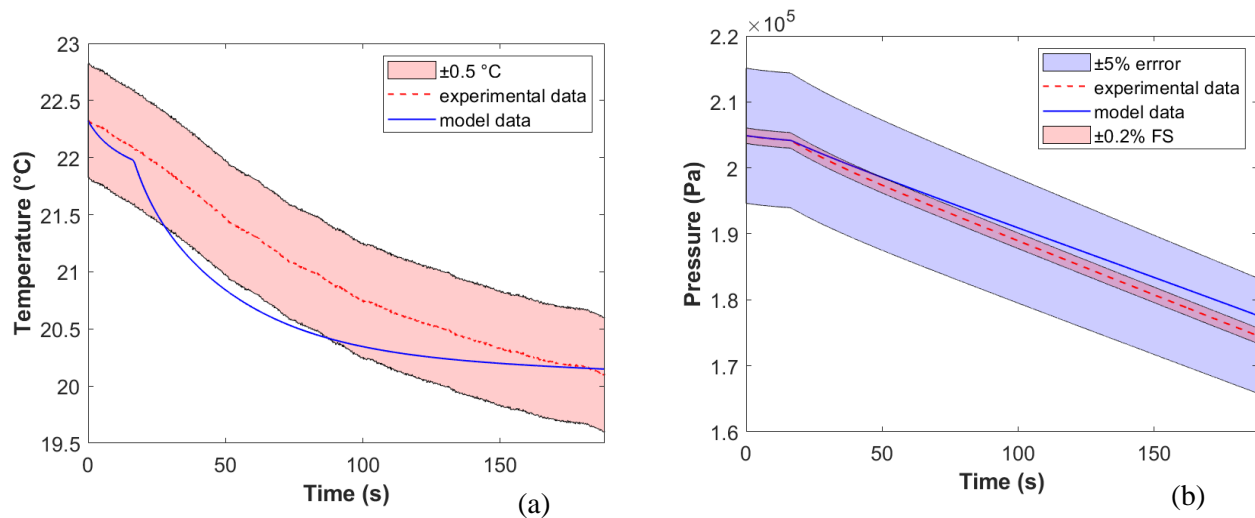 23
22.5
22
21.5
21
20.5
20
19.5
0
50
100
150
Temperature (°C)
Time (s)
±0.5 °C
experimental data
model data
(a)
×10⁵
2.2
2.1
2
1.9
1.8
1.7
1.6
0
50
100
150
Pressure (Pa)
Time (s)
±5% errror
experimental data
model data
±0.2% FS
(b)